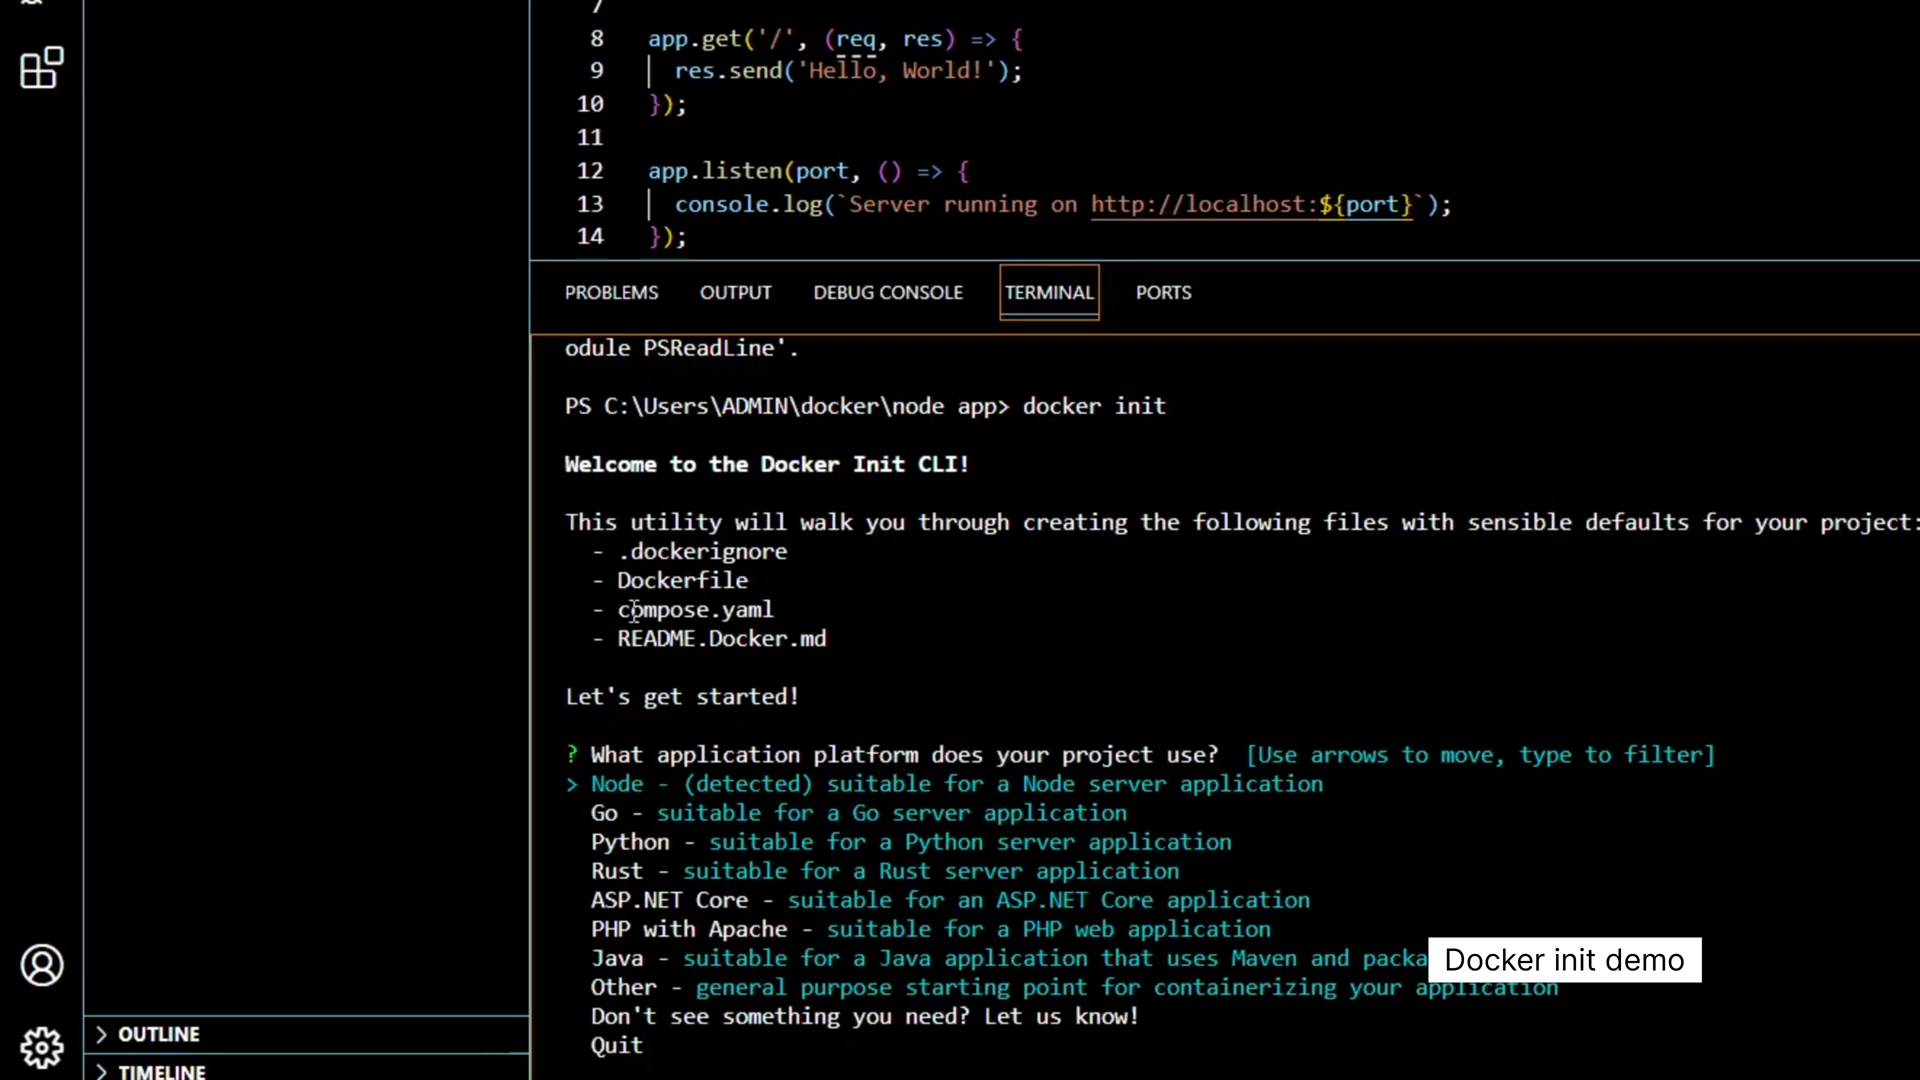 7
8 app.get('/', (req, res) => {
9 res.send('Hello, World!');
10 });
11
12 app.listen(port, () => {
13 console.log(`Server running on http://localhost:${port}`);
14 });
PROBLEMS OUTPUT DEBUG CONSOLE TERMINAL PORTS
odule PSReadLine'.
PS C:\Users\ADMIN\docker\node app> docker init
Welcome to the Docker Init CLI!
This utility will walk you through creating the following files with sensible defaults for your project:
- .dockerignore
- Dockerfile
- compose.yaml
- README.Docker.md
Let's get started!
? What application platform does your project use? [Use arrows to move, type to filter]
> Node - (detected) suitable for a Node server application
Go - suitable for a Go server application
Python - suitable for a Python server application
Rust - suitable for a Rust server application
ASP.NET Core - suitable for an ASP.NET Core application
PHP with Apache - suitable for a PHP web application
Java - suitable for a Java application that uses Maven and packa
Docker init demo
Other - general purpose starting point for containerizing your application
Don't see something you need? Let us know!
Quit
OUTLINE
TIMELINE